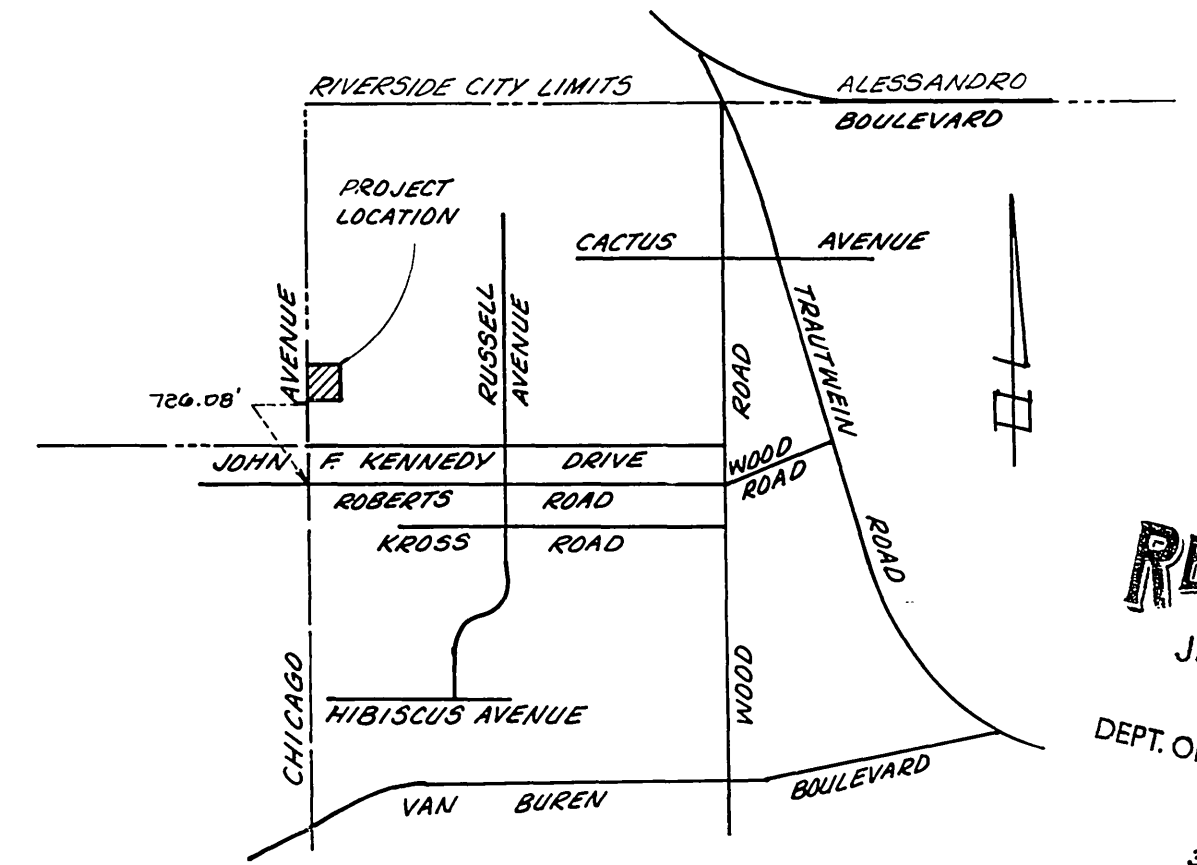 RIVERSIDE CITY LIMITS
ALESSANDRO
BOULEVARD
PROJECT
LOCATION
CACTUS AVENUE
AVENUE
RUSSELL
AVENUE
ROAD
TRAUTWEIN
726.08'
JOHN F. KENNEDY DRIVE
WOOD
ROAD
ROBERTS ROAD
KROSS ROAD
ROAD
CHICAGO
WOOD
HIBISCUS AVENUE
VAN BUREN BOULEVARD
DEPT.